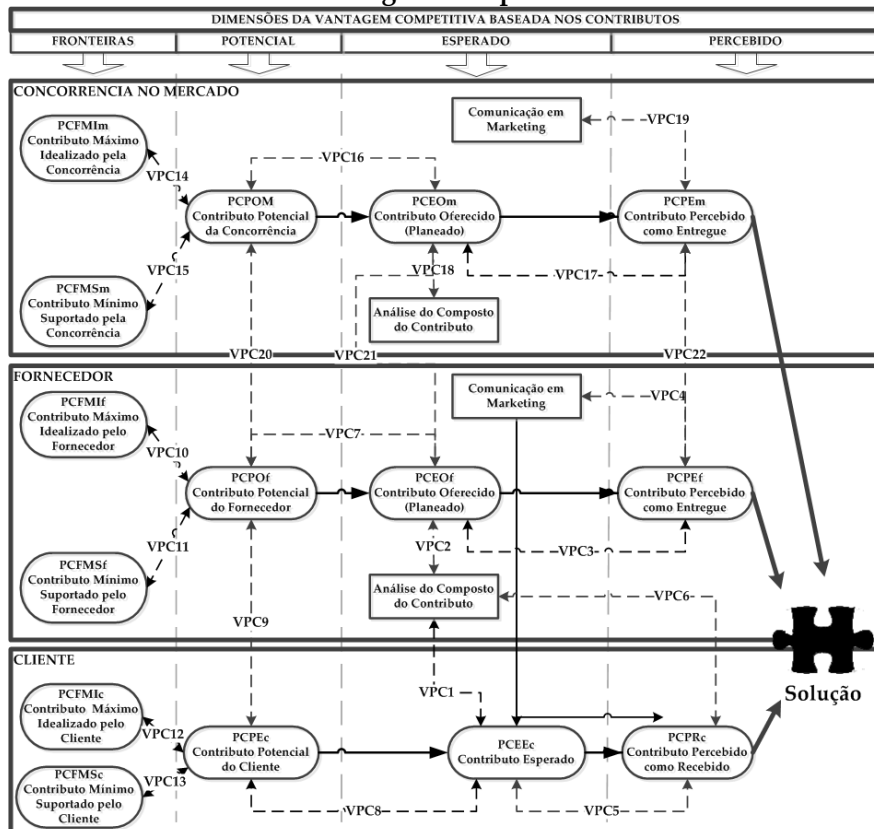 DIMENSÕES DA VANTAGEM COMPETITIVA BASEADA NOS CONTRIBUTOS
FRONTEIRAS
POTENCIAL
ESPERADO
PERCEBIDO
CONCORRENCIA NO MERCADO
PCFMIm
Contributo Máximo
Idealizado pela
Concorrência
VPC14
PCFMSm
Contributo Mínimo
Suportado pela
Concorrência
VPC15
PCPOM
Contributo Potencial
da Concorrência
VPC16
PCEOm
Contributo Oferecido
(Planeado)
Comunicação em
Marketing
VPC19
PCPEm
Contributo Percebido
como Entregue
VPC18
VPC17
Análise do Composto
do Contributo
VPC20
VPC21
VPC22
FORNECEDOR
PCFMIf
Contributo Máximo
Idealizado pelo
Fornecedor
VPC10
PCFMSf
Contributo Mínimo
Suportado pelo
Fornecedor
VPC11
PCPOf
Contributo Potencial
do Fornecedor
VPC7
PCEOf
Contributo Oferecido
(Planeado)
Comunicação em
Marketing
VPC4
PCPEf
Contributo Percebido
como Entregue
VPC2
VPC3
Análise do Composto
do Contributo
VPC6
VPC9
CLIENTE
PCFMIc
Contributo Máximo
Idealizado pelo
Cliente
VPC12
PCFMSc
Contributo Mínimo
Suportado pelo
Cliente
VPC13
PCPEc
Contributo Potencial
do Cliente
VPC1
PCEEc
Contributo Esperado
PCPRc
Contributo Percebido
como Recebido
VPC8
VPC5
Solução